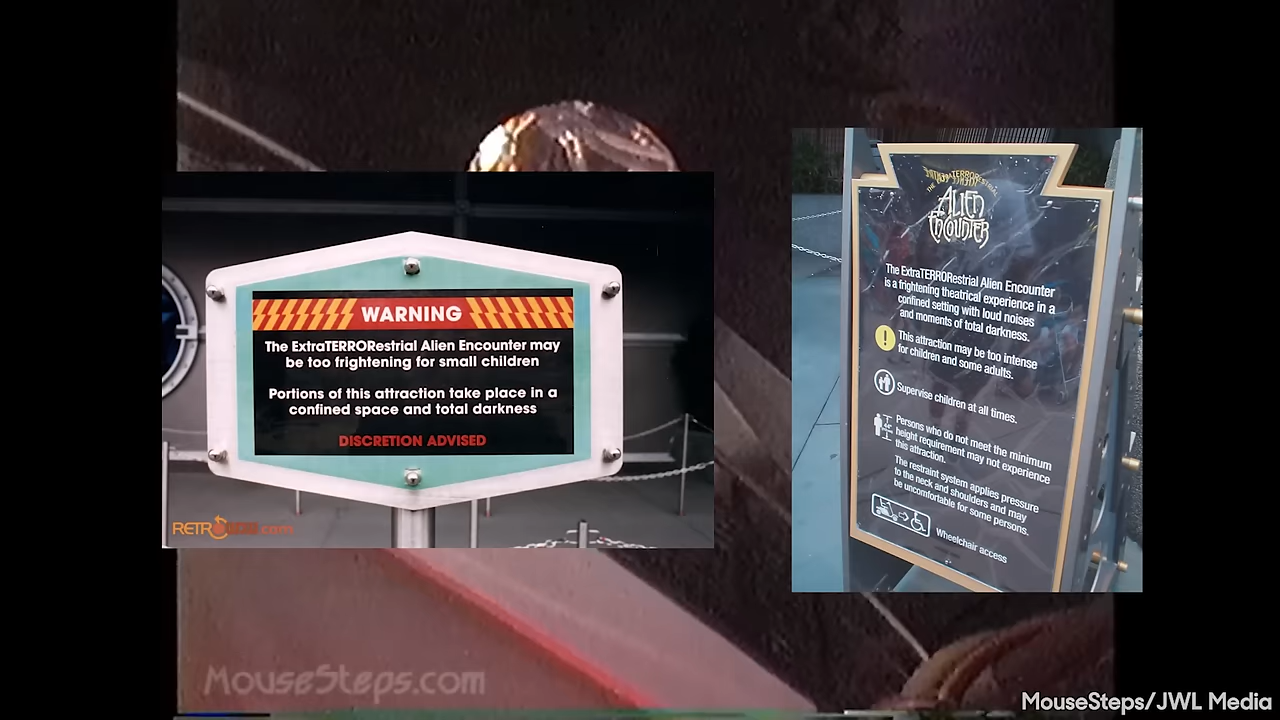 WARNING
The ExtraTERRORestrial Alien Encounter may
be too frightening for small children
Portions of this attraction take place in a
confined space and total darkness
DISCRETION ADVISED
RETR
.com
THE EXTRATERRORESTRIAL
ALIEN
ENCOUNTER
The ExtraTERRORestrial Alien Encounter
is a frightening theatrical experience in a
confined setting with loud noises
and moments of total darkness.
!
This attraction may be too intense
for children and some adults.
Supervise children at all times.
Persons who do not meet the minimum
height requirement may not experience
this attraction.
The restraint system applies pressure
to the neck and shoulders and may
be uncomfortable for some persons.
Wheelchair access
MouseSteps.com
MouseSteps/JWL Media